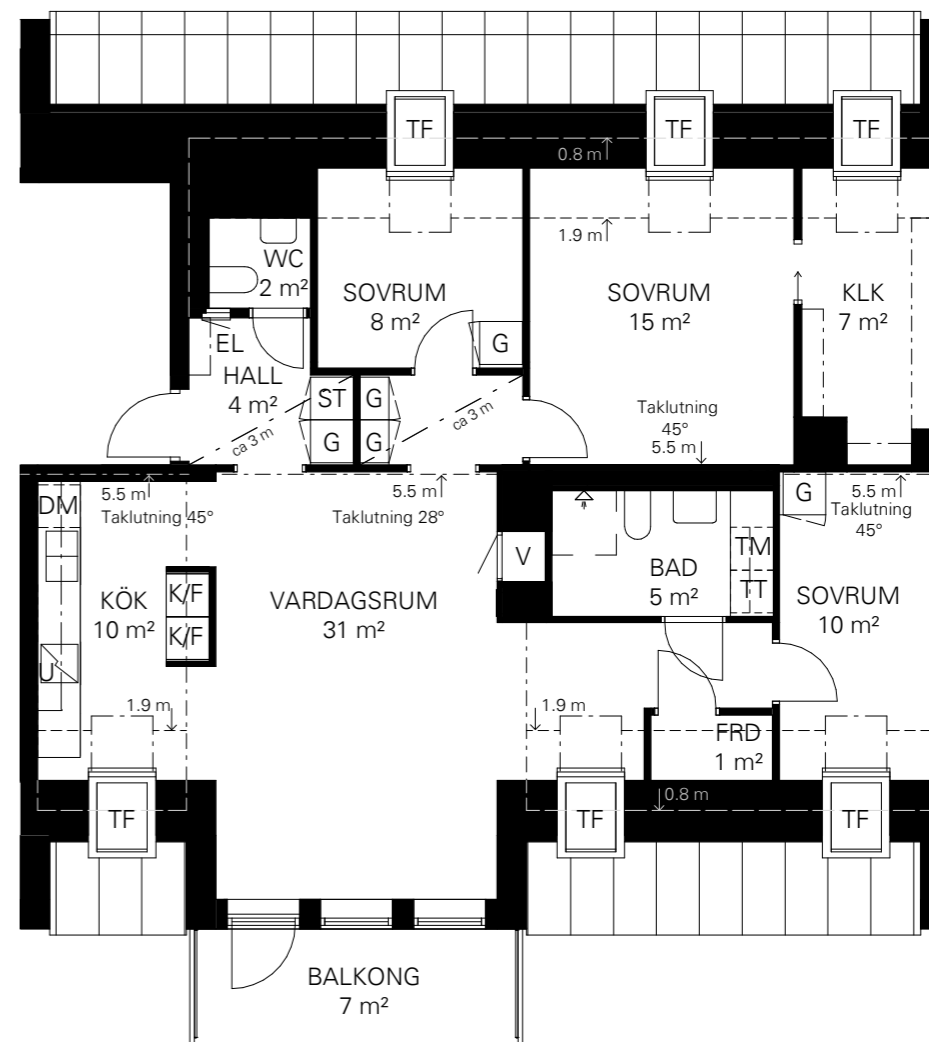 TF
TF
TF
0.8 m
1.9 m
WC
2 m²
SOVRUM
8 m²
SOVRUM
15 m²
KLK
7 m²
EL
G
HALL
4 m²
ST
G
G
G
ca 3 m
ca 3 m
Taklutning
45°
5.5 m
5.5 m
Taklutning 45°
5.5 m
Taklutning 28°
G
5.5 m
Taklutning
45°
DM
V
TM
TT
BAD
5 m²
KÖK
10 m²
K/F
K/F
VARDAGSRUM
31 m²
SOVRUM
10 m²
U
1.9 m
1.9 m
FRD
1 m²
0.8 m
TF
TF
TF
BALKONG
7 m²